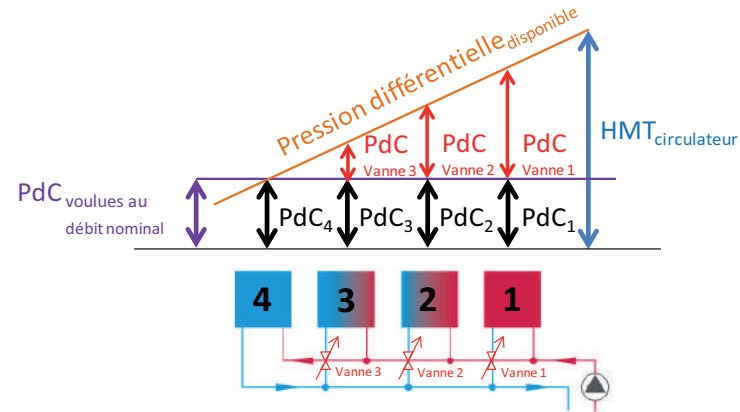 Pression différentielle disponible
HMT circulateur
PdC Vanne 3
PdC Vanne 2
PdC Vanne 1
PdC voulues au
débit nominal
PdC4
PdC3
PdC2
PdC1
4
3
2
1
Vanne 3
Vanne 2
Vanne 1